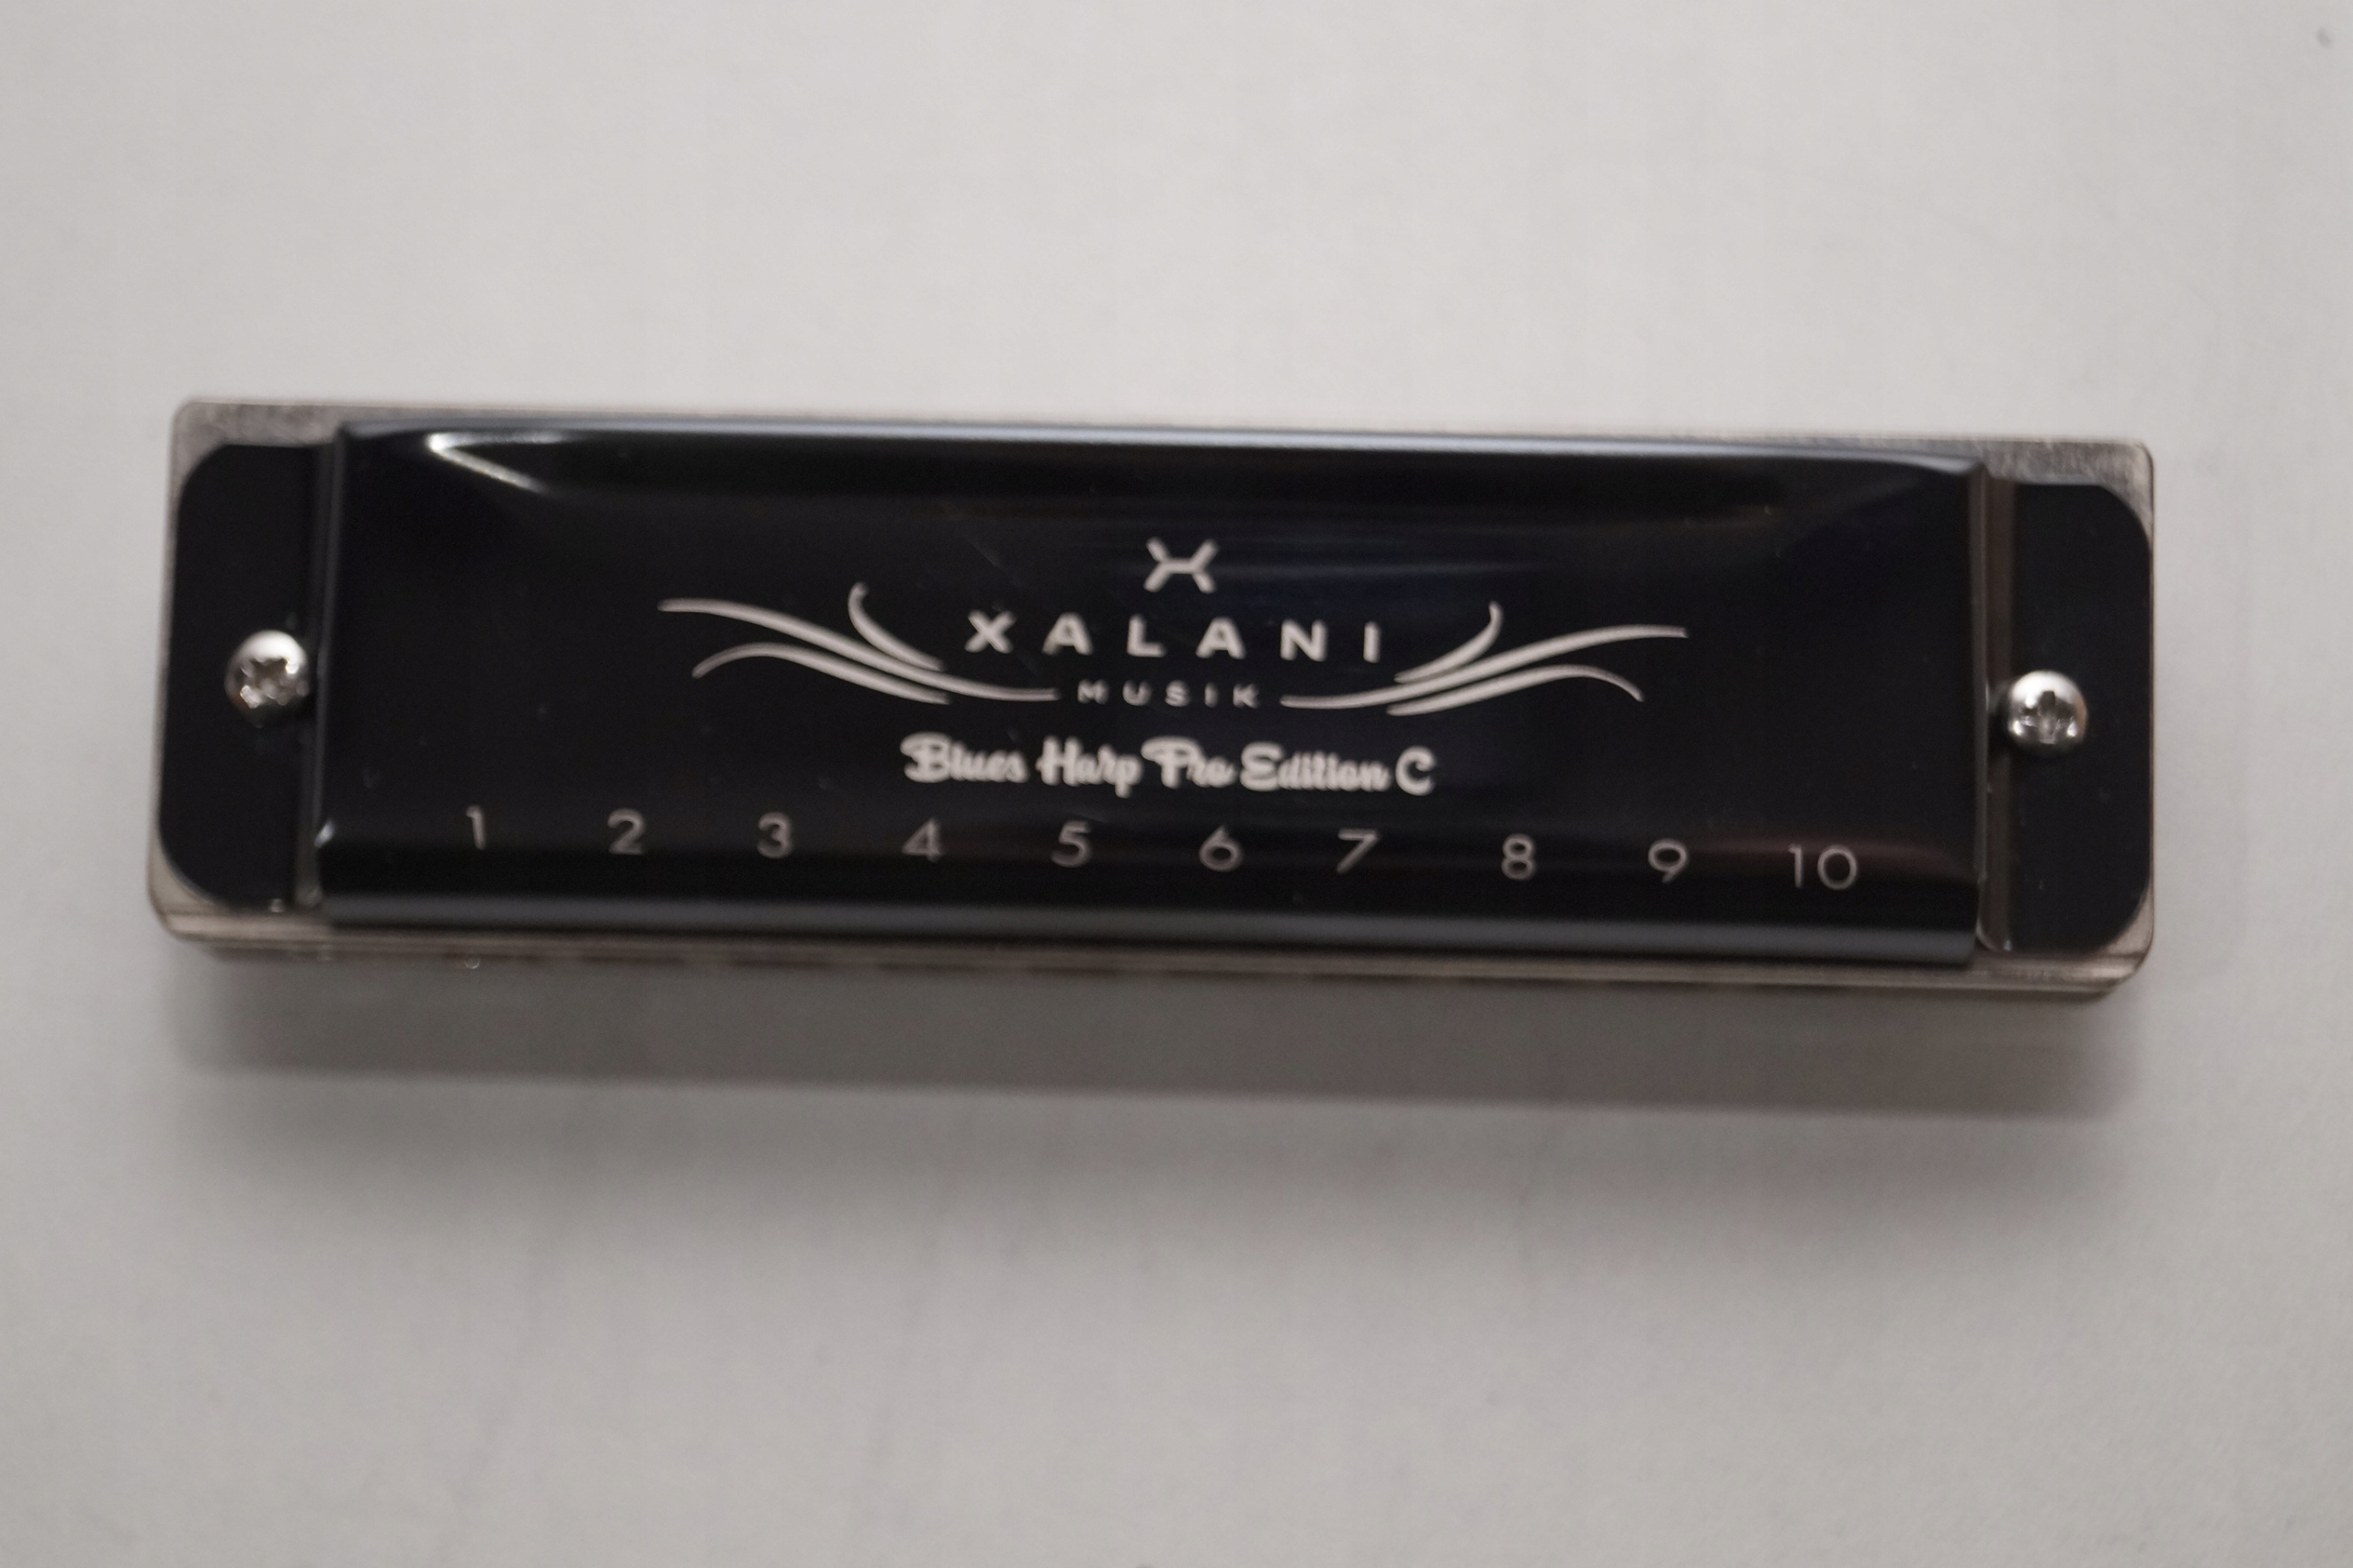 XALANI
MUSIK
Blues Harp Pro Edition C
1 2 3 4 5 6 7 8 9 10